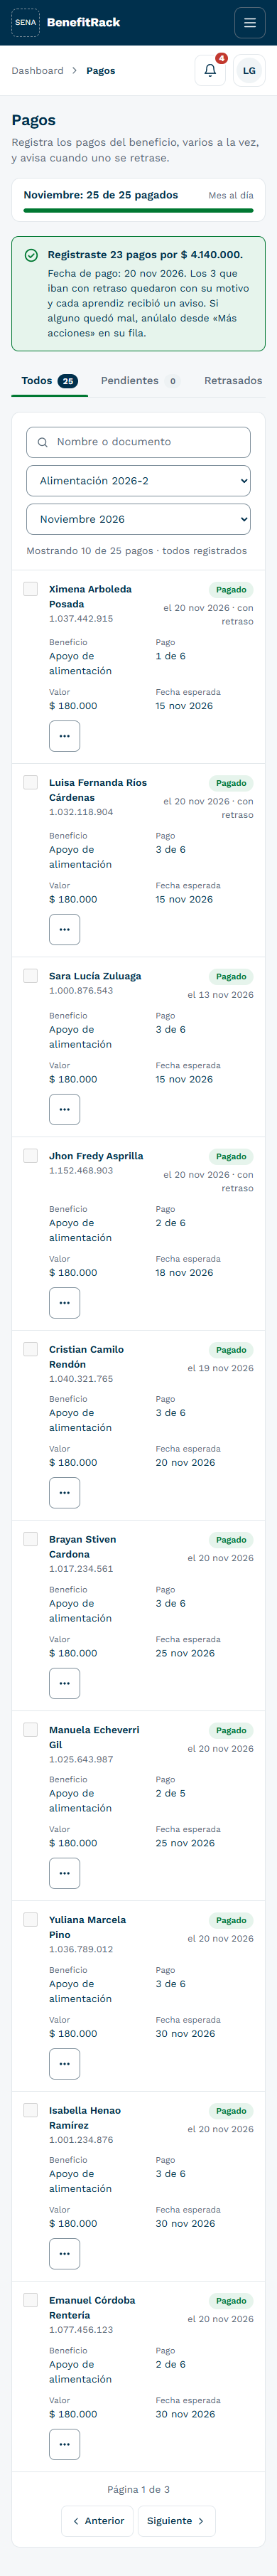 SENA
BenefitRack
Dashboard > Pagos
4
LG
Pagos
Registra los pagos del beneficio, varios a la vez,
y avisa cuando uno se retrase.
Noviembre: 25 de 25 pagados
Mes al día
Registraste 23 pagos por $ 4.140.000.
Fecha de pago: 20 nov 2026. Los 3 que
iban con retraso quedaron con su motivo
y cada aprendiz recibió un aviso. Si
alguno quedó mal, anúlalo desde «Más
acciones» en su fila.
Todos 25
Pendientes 0
Retrasados
Nombre o documento
Alimentación 2026-2
Noviembre 2026
Mostrando 10 de 25 pagos · todos registrados
Ximena Arboleda
Posada
1.037.442.915
Pagado
el 20 nov 2026 · con
retraso
Beneficio
Apoyo de
alimentación
Pago
1 de 6
Valor
$ 180.000
Fecha esperada
15 nov 2026
Luisa Fernanda Ríos
Cárdenas
1.032.118.904
Pagado
el 20 nov 2026 · con
retraso
Beneficio
Apoyo de
alimentación
Pago
3 de 6
Valor
$ 180.000
Fecha esperada
15 nov 2026
Sara Lucía Zuluaga
1.000.876.543
Pagado
el 13 nov 2026
Beneficio
Apoyo de
alimentación
Pago
3 de 6
Valor
$ 180.000
Fecha esperada
15 nov 2026
Jhon Fredy Asprilla
1.152.468.903
Pagado
el 20 nov 2026 · con
retraso
Beneficio
Apoyo de
alimentación
Pago
2 de 6
Valor
$ 180.000
Fecha esperada
18 nov 2026
Cristian Camilo
Rendón
1.040.321.765
Pagado
el 19 nov 2026
Beneficio
Apoyo de
alimentación
Pago
3 de 6
Valor
$ 180.000
Fecha esperada
20 nov 2026
Brayan Stiven
Cardona
1.017.234.561
Pagado
el 20 nov 2026
Beneficio
Apoyo de
alimentación
Pago
3 de 6
Valor
$ 180.000
Fecha esperada
25 nov 2026
Manuela Echeverri
Gil
1.025.643.987
Pagado
el 20 nov 2026
Beneficio
Apoyo de
alimentación
Pago
2 de 5
Valor
$ 180.000
Fecha esperada
25 nov 2026
Yuliana Marcela
Pino
1.036.789.012
Pagado
el 20 nov 2026
Beneficio
Apoyo de
alimentación
Pago
3 de 6
Valor
$ 180.000
Fecha esperada
30 nov 2026
Isabella Henao
Ramírez
1.001.234.876
Pagado
el 20 nov 2026
Beneficio
Apoyo de
alimentación
Pago
3 de 6
Valor
$ 180.000
Fecha esperada
30 nov 2026
Emanuel Córdoba
Rentería
1.077.456.123
Pagado
el 20 nov 2026
Beneficio
Apoyo de
alimentación
Pago
2 de 6
Valor
$ 180.000
Fecha esperada
30 nov 2026
Página 1 de 3
Anterior
Siguiente